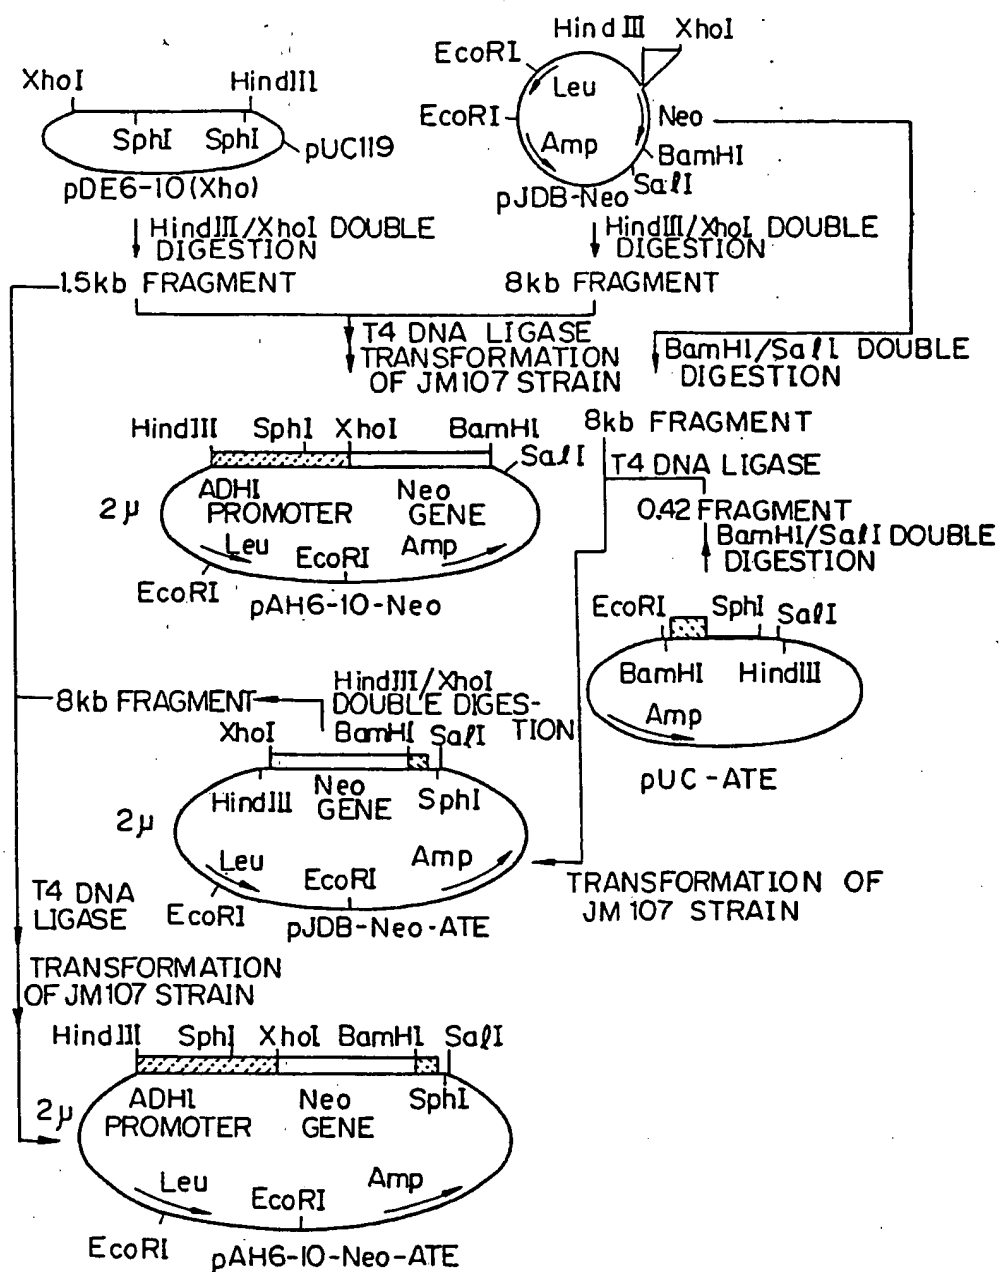 HindIII XhoI
EcoRI
XhoI HindIII
Leu
EcoRI
Neo
SphI SphI
pUC119
Amp
BamHI
pDE6-10(Xho)
SalI
pJDB-Neo
HindIII/XhoI DOUBLE
DIGESTION
HindIII/XhoI DOUBLE
DIGESTION
1.5kb FRAGMENT
8kb FRAGMENT
T4 DNA LIGASE
TRANSFORMATION
OF JM107 STRAIN
BamHI/SalI DOUBLE
DIGESTION
8kb FRAGMENT
HindIII SphI XhoI BamHI
SalI
T4 DNA LIGASE
2μ
ADHI
PROMOTER
Neo
GENE
0.42 FRAGMENT
BamHI/SalI DOUBLE
DIGESTION
Leu
EcoRI
Amp
EcoRI
pAH6-10-Neo
EcoRI SphI SalI
BamHI HindIII
Amp
pUC-ATE
8kb FRAGMENT
HindIII/XhoI
DOUBLE DIGES-
TION
XhoI BamHI SalI
HindIII
Neo
GENE
SphI
2μ
Leu
EcoRI
Amp
EcoRI
pJDB-Neo-ATE
TRANSFORMATION OF
JM107 STRAIN
T4 DNA
LIGASE
TRANSFORMATION
OF JM107 STRAIN
HindIII SphI XhoI BamHI SalI
2μ
ADHI
PROMOTER
Neo
GENE
SphI
Leu
EcoRI
Amp
EcoRI
pAH6-10-Neo-ATE